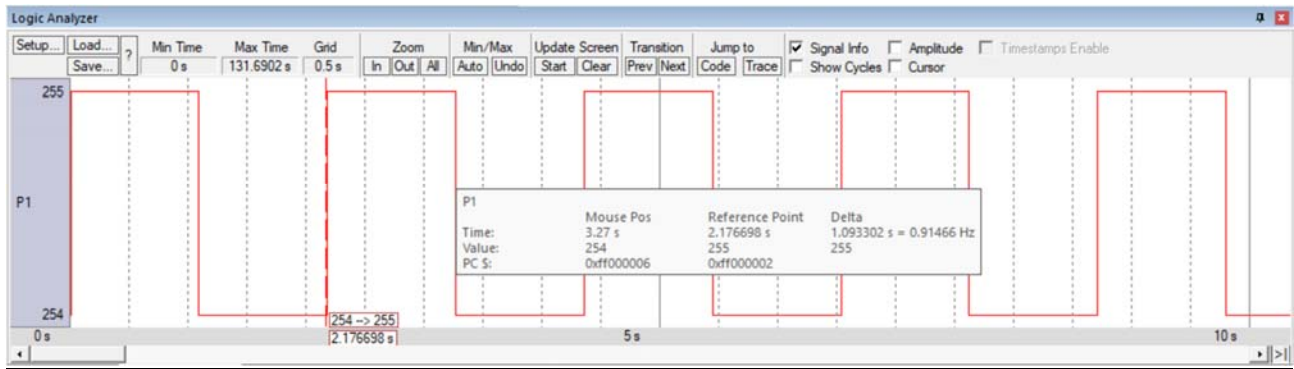 Logic Analyzer
Setup... Load... ? Min Time Max Time Grid Zoom Min/Max Update Screen Transition Jump to Signal Info Amplitude Timestamps Enable
Save... 0 s 131.6902 s 0.5 s In Out All Auto Undo Start Clear Prev Next Code Trace Show Cycles Cursor
255
P1
P1
Mouse Pos Reference Point Delta
Time: 3.27 s 2.176698 s 1.093302 s = 0.91466 Hz
Value: 254 255 255
PC $: 0xff000006 0xff000002
254
254 --> 255
0 s 2.176698 s 5 s 10 s